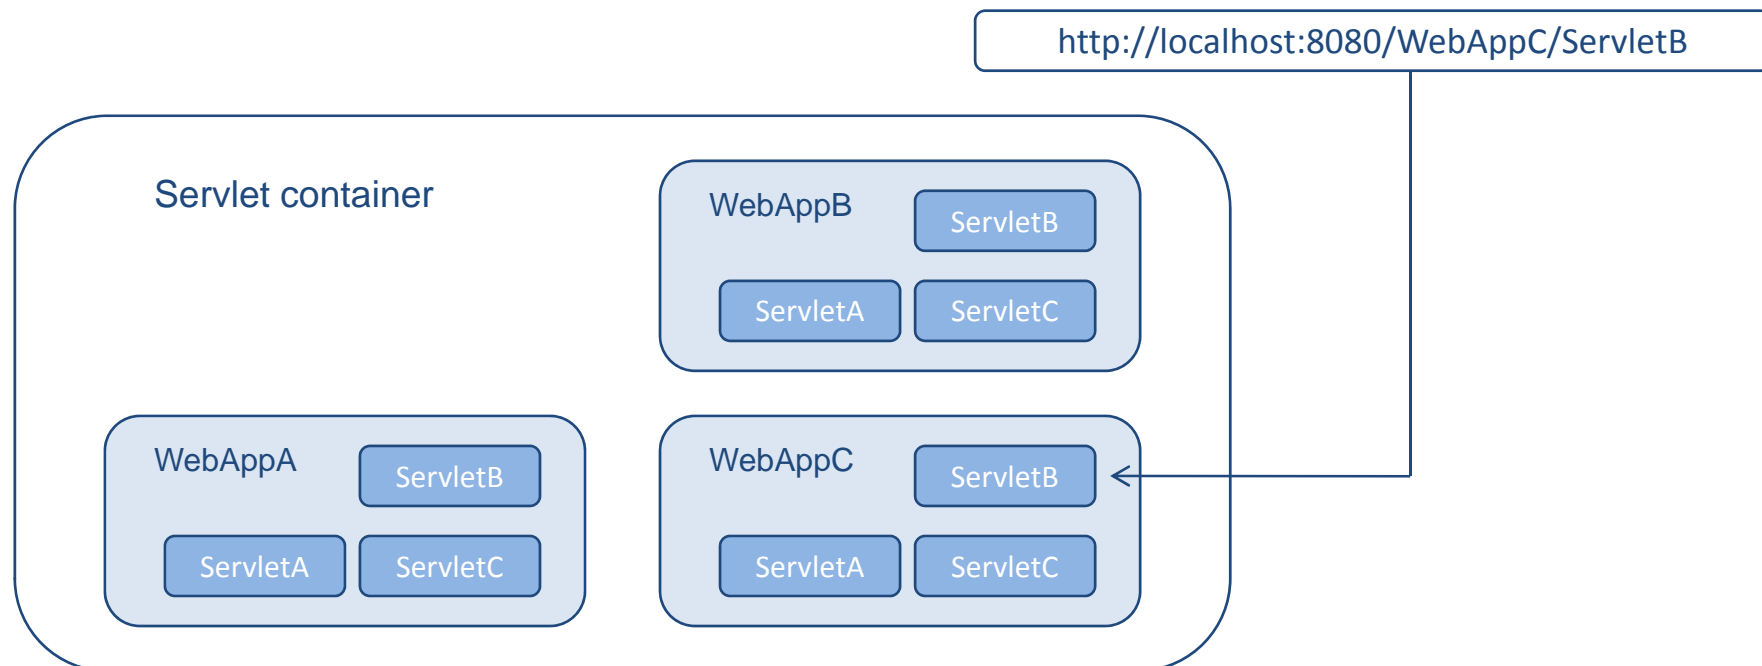 http://localhost:8080/WebAppC/ServletB
Servlet container
WebAppB
ServletB
ServletA
ServletC
WebAppA
ServletB
ServletA
ServletC
WebAppC
ServletB
ServletA
ServletC